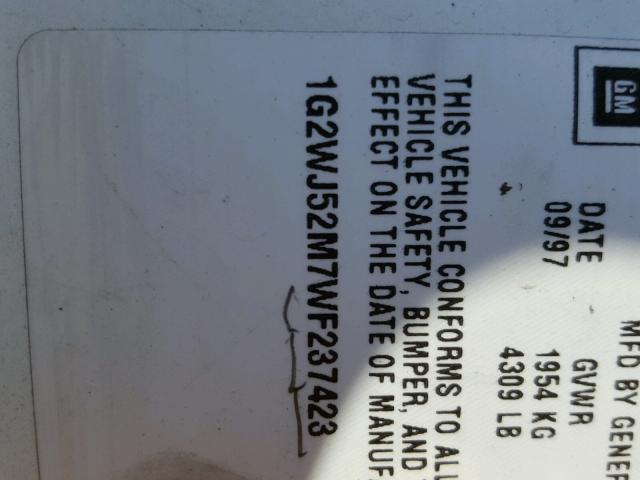 GM
MFD BY GENER
DATE GVWR
09/97 1954 KG
4309 LB
THIS VEHICLE CONFORMS TO ALL
VEHICLE SAFETY, BUMPER, AND
EFFECT ON THE DATE OF MANUF
1G2WJ52M7WF237423